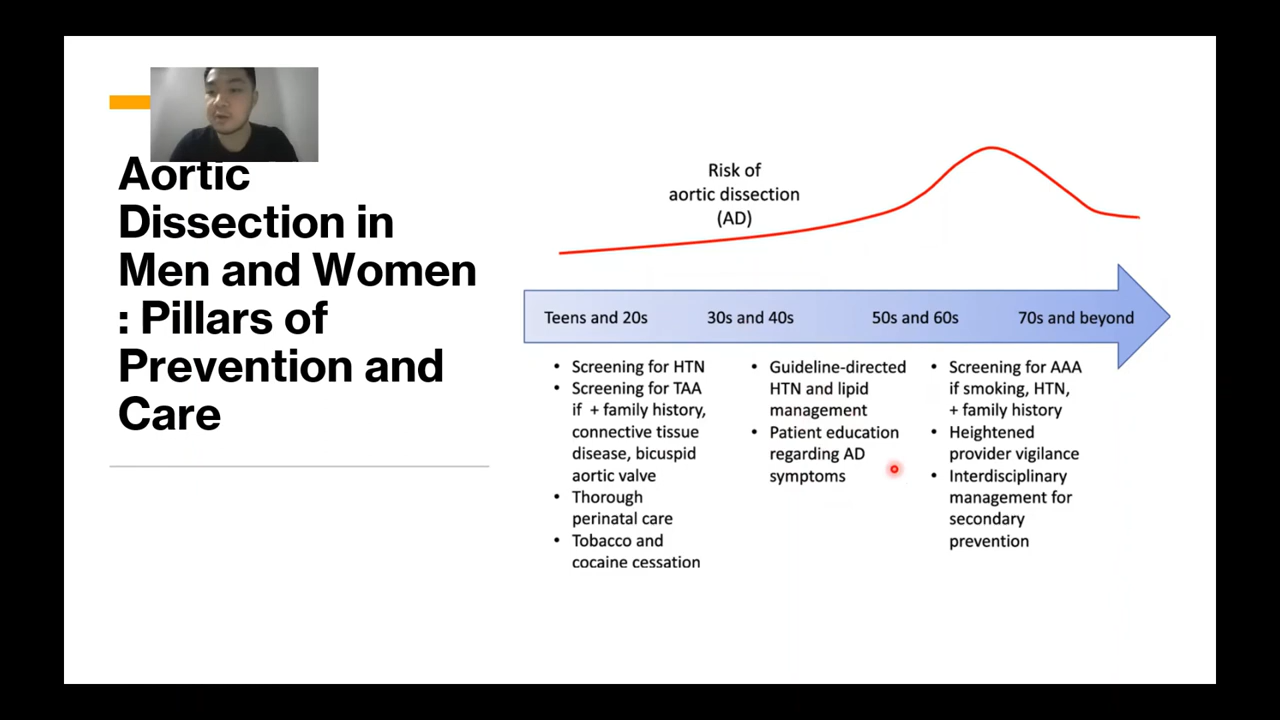 Aortic
Dissection in
Men and Women
: Pillars of
Prevention and
Care
Risk of
aortic dissection
(AD)
Teens and 20s
30s and 40s
50s and 60s
70s and beyond
• Screening for HTN
• Screening for TAA
if + family history,
connective tissue
disease, bicuspid
aortic valve
• Thorough
perinatal care
• Tobacco and
cocaine cessation
• Guideline-directed
HTN and lipid
management
• Patient education
regarding AD
symptoms
• Screening for AAA
if smoking, HTN,
+ family history
• Heightened
provider vigilance
• Interdisciplinary
management for
secondary
prevention